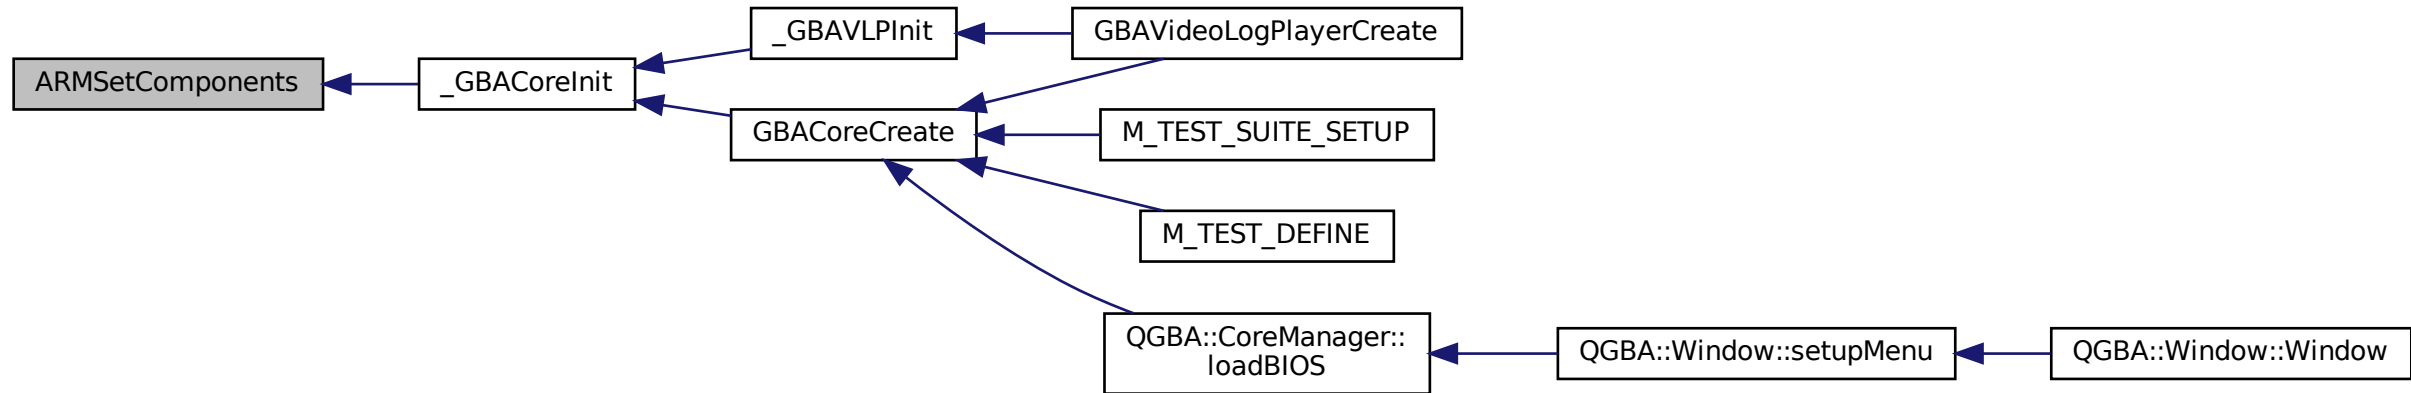 ARMSetComponents
_GBACoreInit
_GBAVLPInit
GBAVideoLogPlayerCreate
GBACoreCreate
M_TEST_SUITE_SETUP
M_TEST_DEFINE
QGBA::CoreManager::
loadBIOS
QGBA::Window::setupMenu
QGBA::Window::Window